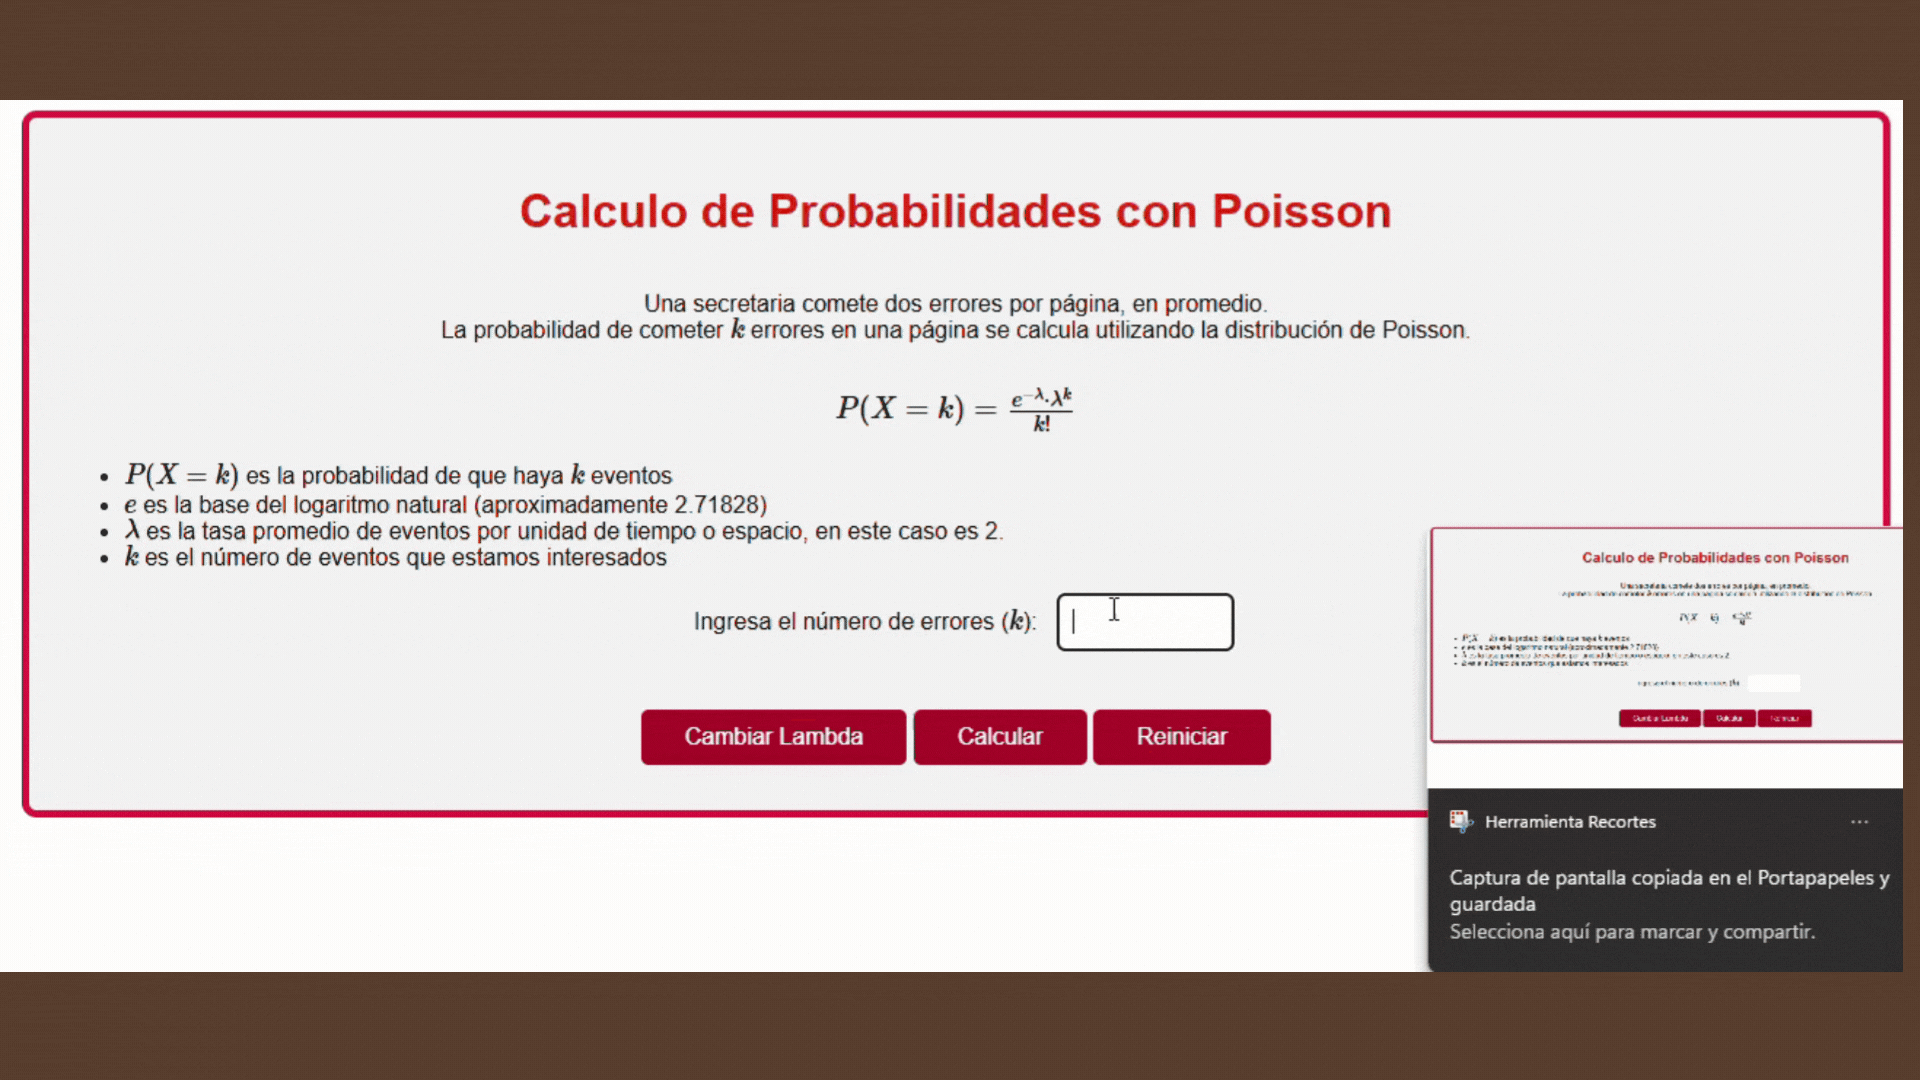 Calculo de Probabilidades con Poisson
Una secretaria comete dos errores por página, en promedio.
La probabilidad de cometer k errores en una página se calcula utilizando la distribución de Poisson.
P(X = k) = e^{-λ}·λ^k / k!
• P(X = k) es la probabilidad de que haya k eventos
• e es la base del logaritmo natural (aproximadamente 2.71828)
• λ es la tasa promedio de eventos por unidad de tiempo o espacio, en este caso es 2.
• k es el número de eventos que estamos interesados
Ingresa el número de errores (k):
Cambiar Lambda Calcular Reiniciar
Calculo de Probabilidades con Poisson
Cambiar Lambda Calcular Reiniciar
Herramienta Recortes ...
Captura de pantalla copiada en el Portapapeles y
guardada
Selecciona aquí para marcar y compartir.